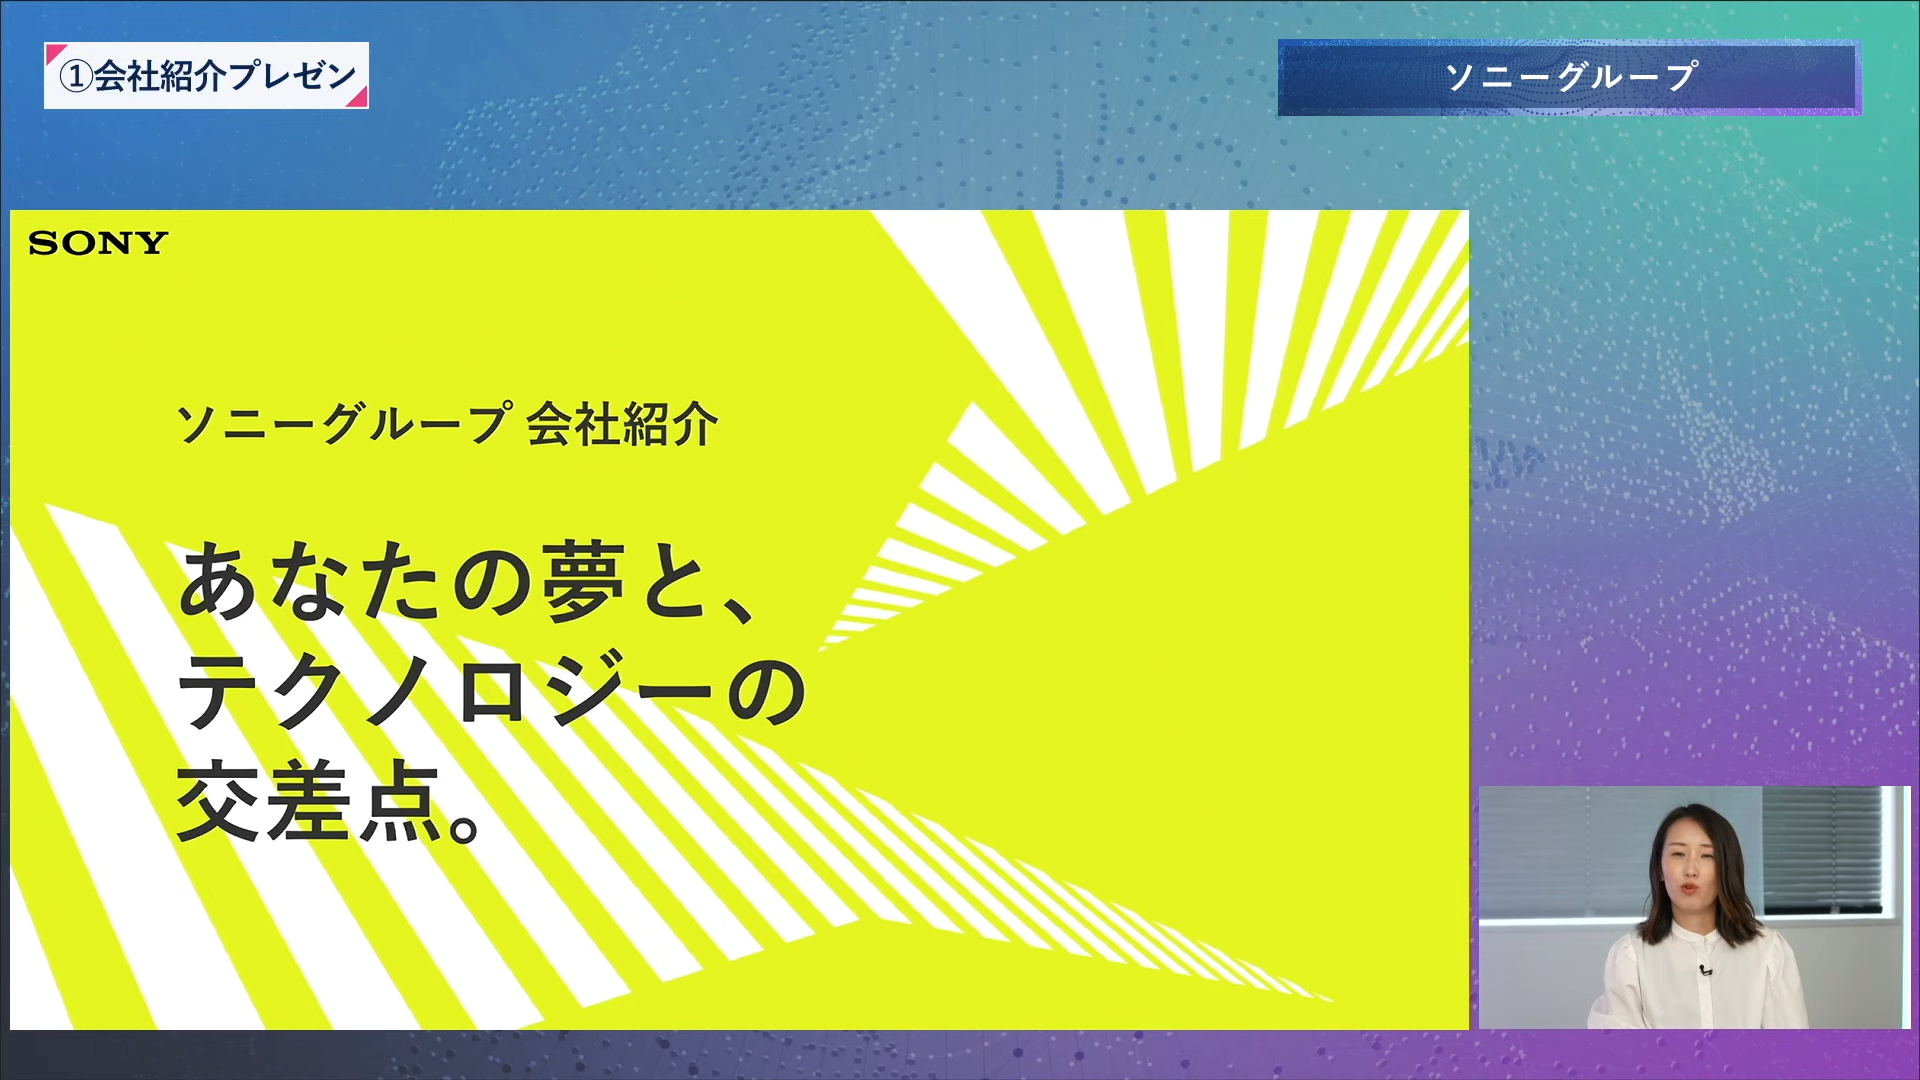 ①会社紹介プレゼン
ソニーグループ
SONY
ソニーグループ 会社紹介
あなたの夢と、
テクノロジーの
交差点。